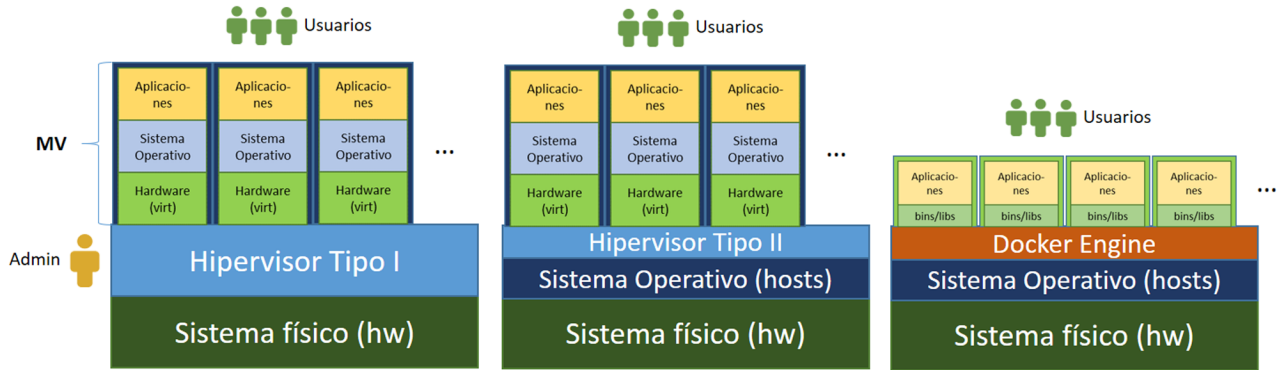 Usuarios
MV
Aplicacio-
nes
Aplicacio-
nes
Aplicacio-
nes
Sistema
Operativo
Sistema
Operativo
Sistema
Operativo
...
Hardware
(virt)
Hardware
(virt)
Hardware
(virt)
Admin
Hipervisor Tipo I
Sistema físico (hw)
Usuarios
Aplicacio-
nes
Aplicacio-
nes
Aplicacio-
nes
Sistema
Operativo
Sistema
Operativo
Sistema
Operativo
...
Hardware
(virt)
Hardware
(virt)
Hardware
(virt)
Hipervisor Tipo II
Sistema Operativo (hosts)
Sistema físico (hw)
Usuarios
Aplicacio-
nes
Aplicacio-
nes
Aplicacio-
nes
Aplicacio-
nes
...
bins/libs
bins/libs
bins/libs
bins/libs
Docker Engine
Sistema Operativo (hosts)
Sistema físico (hw)